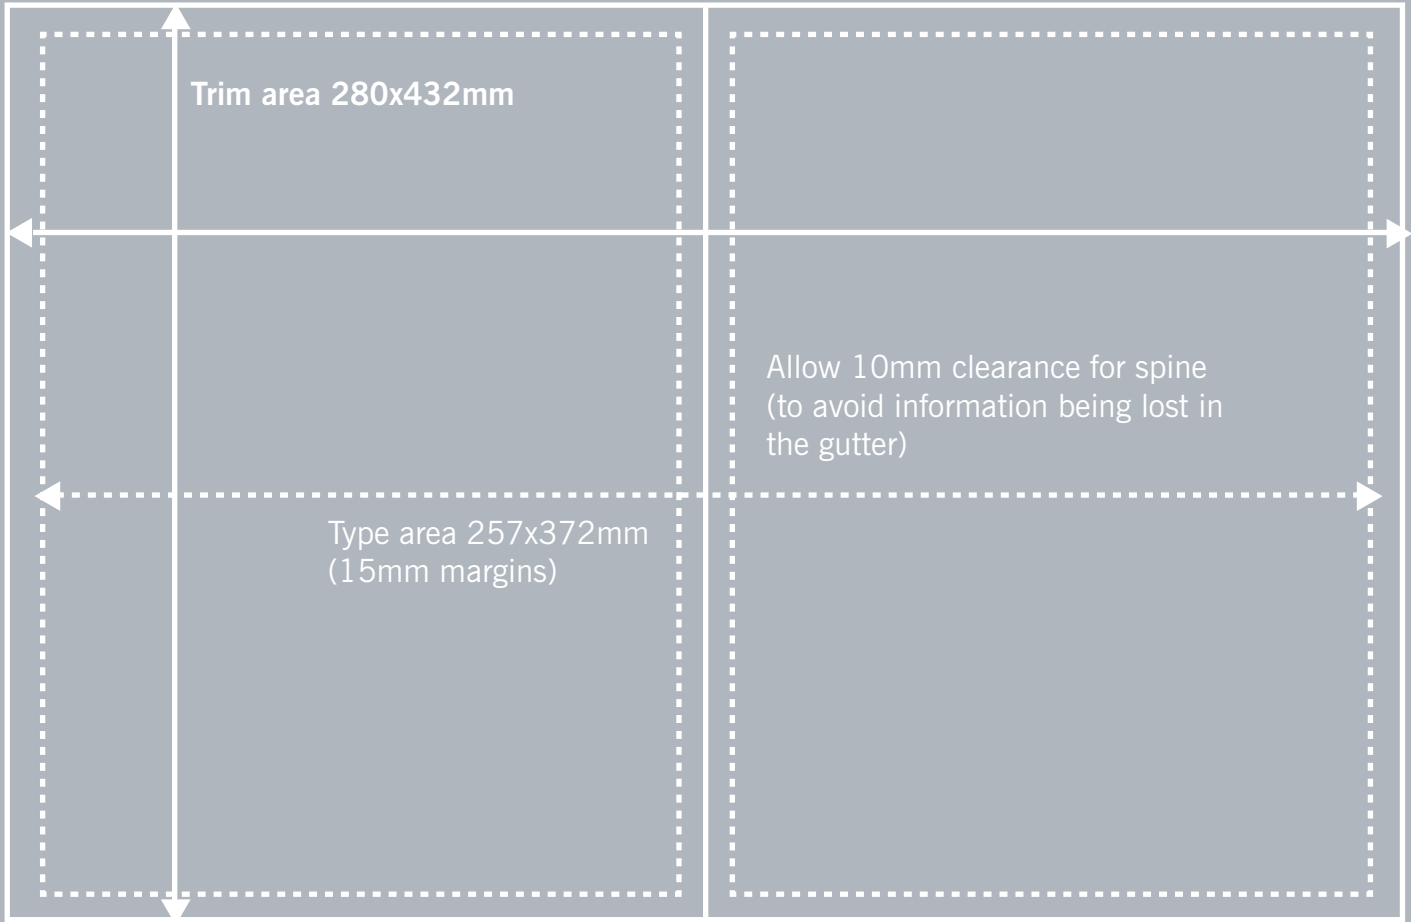 Trim area 280x432mm
Allow 10mm clearance for spine
(to avoid information being lost in
the gutter)
Type area 257x372mm
(15mm margins)